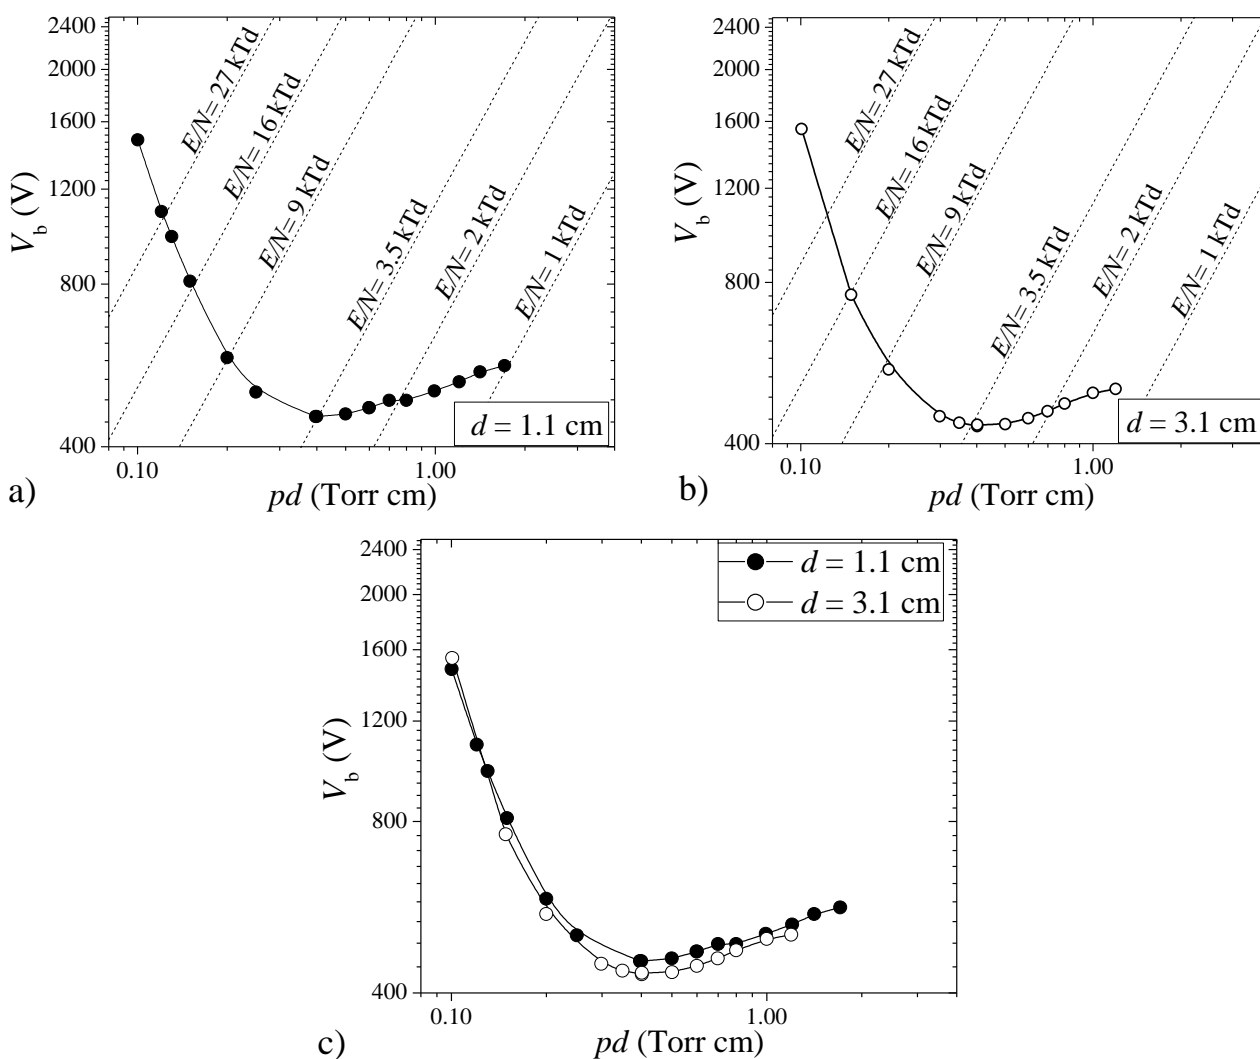 2400
2000
1600
1200
800
400
V_b (V)
E/N= 27 kTd
E/N= 16 kTd
E/N= 9 kTd
E/N= 3.5 kTd
E/N= 2 kTd
E/N= 1 kTd
d = 1.1 cm
0.10
1.00
a)
pd (Torr cm)
2400
2000
1600
1200
800
400
V_b (V)
E/N= 27 kTd
E/N= 16 kTd
E/N= 9 kTd
E/N= 3.5 kTd
E/N= 2 kTd
E/N= 1 kTd
d = 3.1 cm
0.10
1.00
b)
pd (Torr cm)
2400
2000
1600
1200
800
400
V_b (V)
d = 1.1 cm
d = 3.1 cm
0.10
1.00
c)
pd (Torr cm)